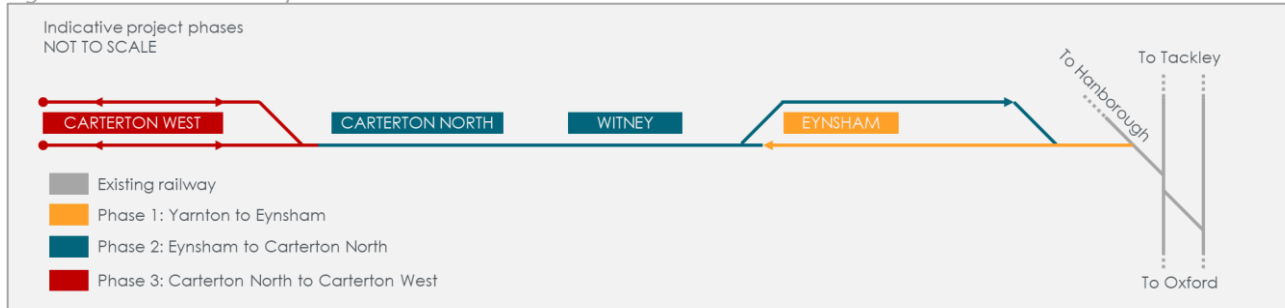 Indicative project phases
NOT TO SCALE
To Hanborough
To Tackley
CARTERTON WEST
CARTERTON NORTH
WITNEY
EYNSHAM
Existing railway
Phase 1: Yarnton to Eynsham
Phase 2: Eynsham to Carterton North
Phase 3: Carterton North to Carterton West
To Oxford